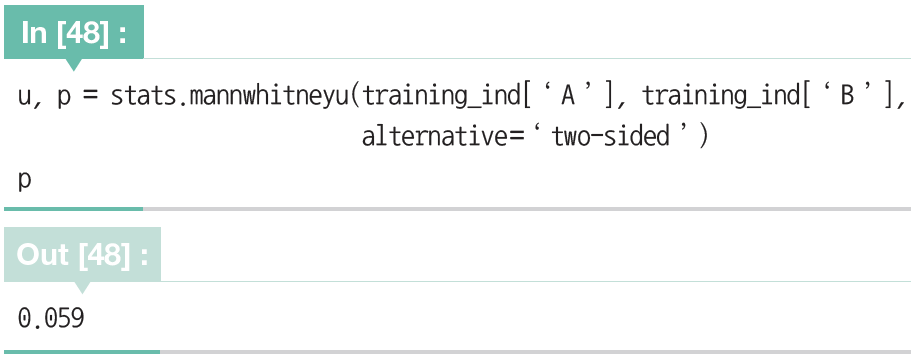 In [48] :
u, p = stats.mannwhitneyu(training_ind[‘A’], training_ind[‘B’],
alternative=‘two-sided’)
p
Out [48] :
0.059